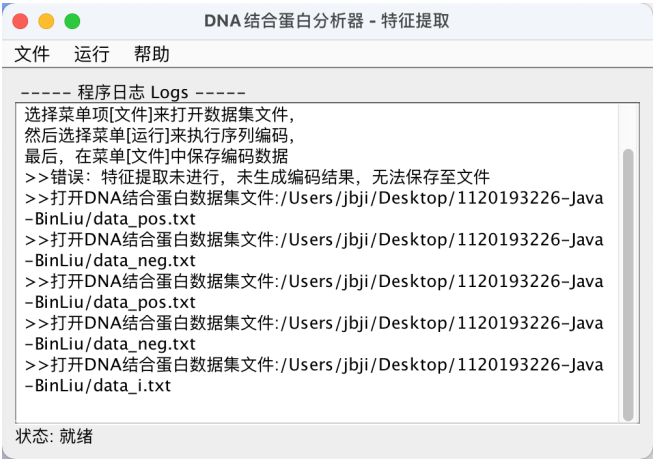 DNA结合蛋白分析器 - 特征提取
文件 运行 帮助
----- 程序日志 Logs -----
选择菜单项[文件]来打开数据集文件，
然后选择菜单[运行]来执行序列编码，
最后，在菜单[文件]中保存编码数据
>>错误：特征提取未进行，未生成编码结果，无法保存至文件
>>打开DNA结合蛋白数据集文件:/Users/jbji/Desktop/1120193226-Java
-BinLiu/data_pos.txt
>>打开DNA结合蛋白数据集文件:/Users/jbji/Desktop/1120193226-Java
-BinLiu/data_neg.txt
>>打开DNA结合蛋白数据集文件:/Users/jbji/Desktop/1120193226-Java
-BinLiu/data_pos.txt
>>打开DNA结合蛋白数据集文件:/Users/jbji/Desktop/1120193226-Java
-BinLiu/data_neg.txt
>>打开DNA结合蛋白数据集文件:/Users/jbji/Desktop/1120193226-Java
-BinLiu/data_i.txt
状态: 就绪